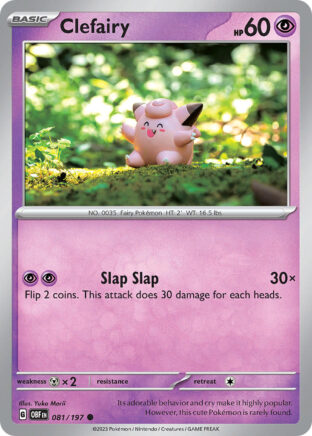 BASIC
Clefairy
HP 60
NO. 0035 Fairy Pokémon HT: 2' WT: 16.5 lbs
Slap Slap 30×
Flip 2 coins. This attack does 30 damage for each heads.
weakness ×2 resistance retreat
Illus. Yuka Morii
G OBF EN 081/197
Its adorable behavior and cry make it highly popular.
However, this cute Pokémon is rarely found.
©2023 Pokémon / Nintendo / Creatures / GAME FREAK